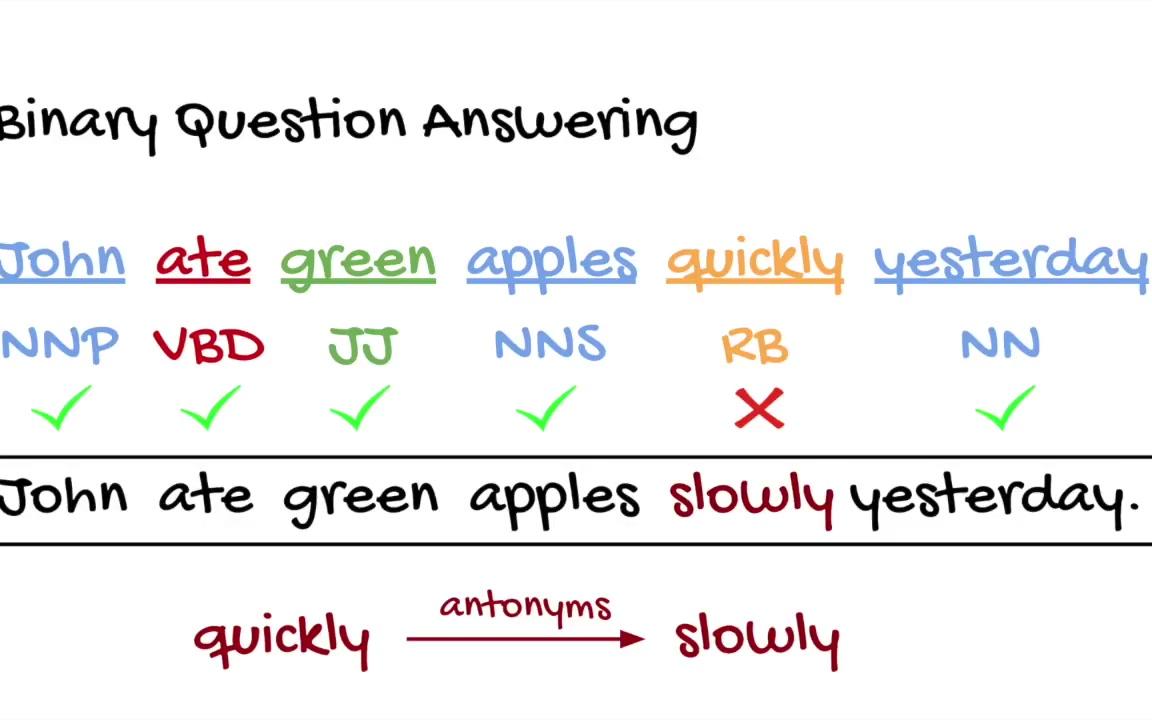 Binary Question Answering
John ate green apples quickly yesterday
NNP VBD JJ NNS RB NN
John ate green apples slowly yesterday.
antonyms
quickly slowly